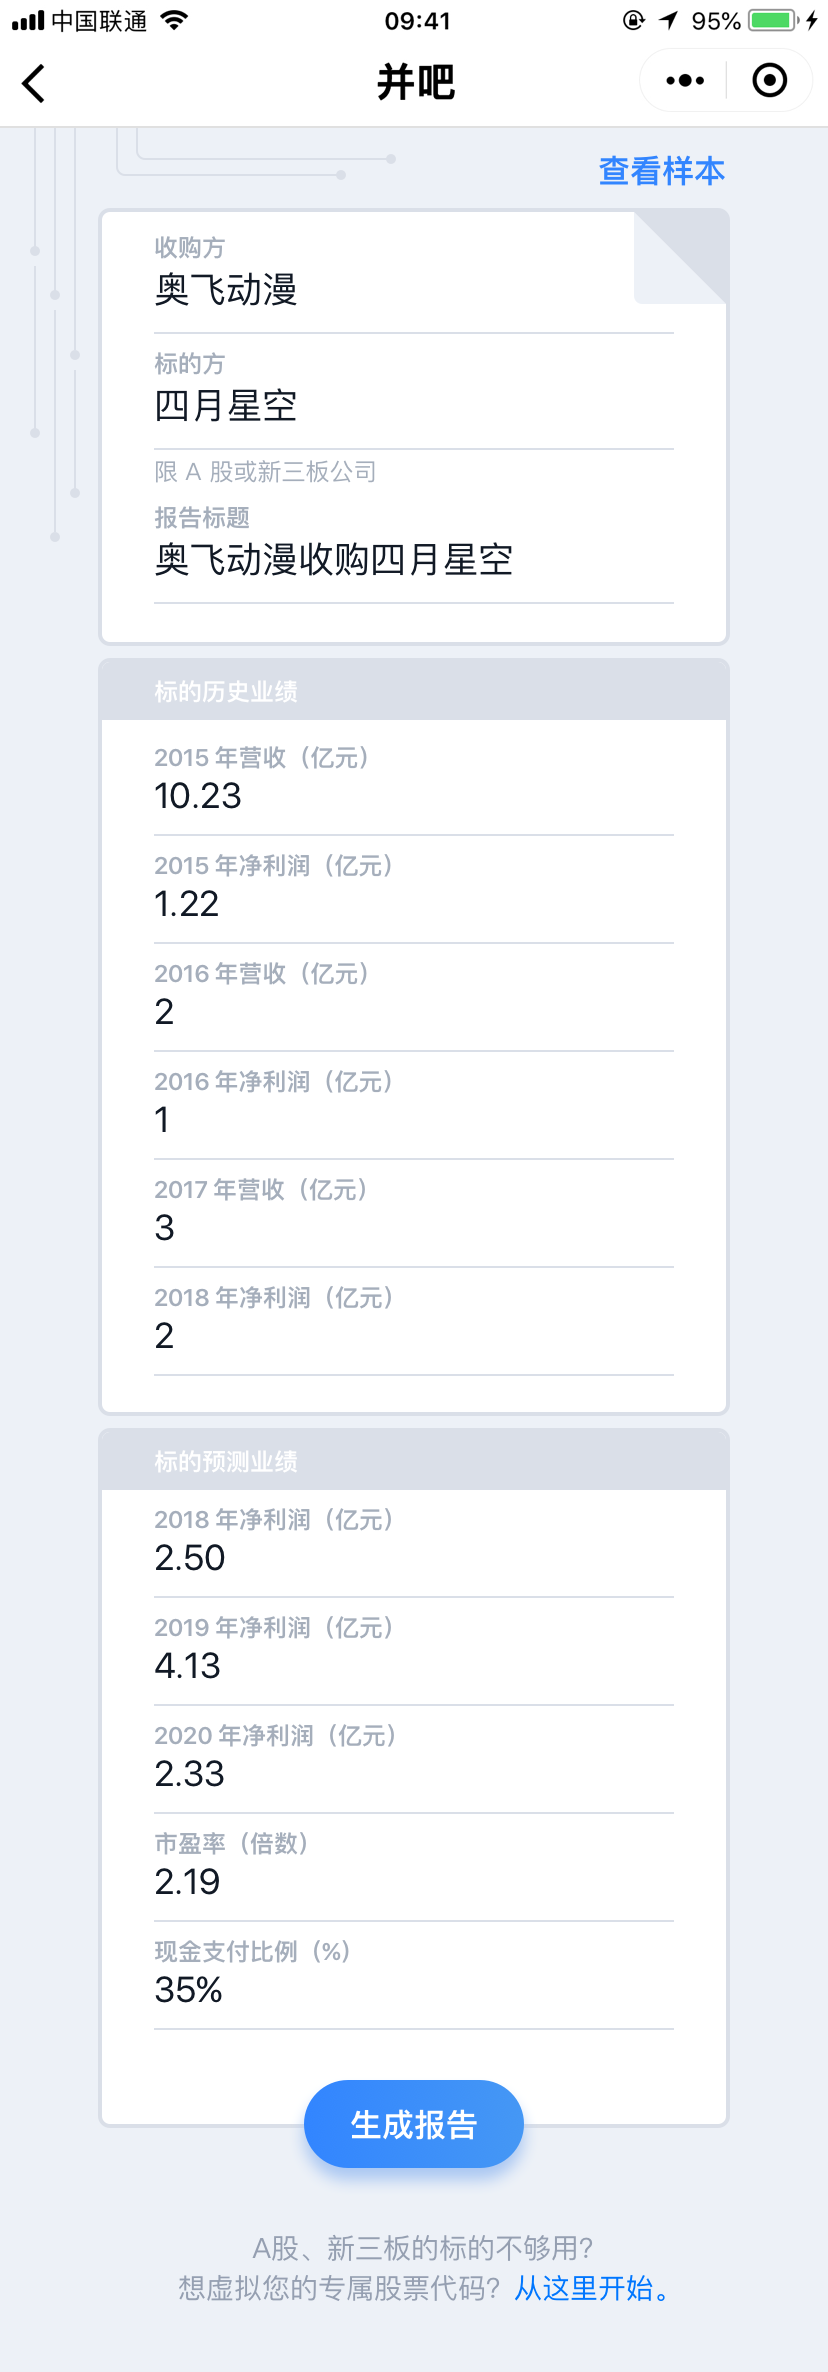 中国联通 09:41 95%
并吧
查看样本
收购方
奥飞动漫
标的方
四月星空
限 A 股或新三板公司
报告标题
奥飞动漫收购四月星空
标的历史业绩
2015 年营收（亿元）
10.23
2015 年净利润（亿元）
1.22
2016 年营收（亿元）
2
2016 年净利润（亿元）
1
2017 年营收（亿元）
3
2018 年净利润（亿元）
2
标的预测业绩
2018 年净利润（亿元）
2.50
2019 年净利润（亿元）
4.13
2020 年净利润（亿元）
2.33
市盈率（倍数）
2.19
现金支付比例（%）
35%
生成报告
A股、新三板的标的不够用?
想虚拟您的专属股票代码? 从这里开始。